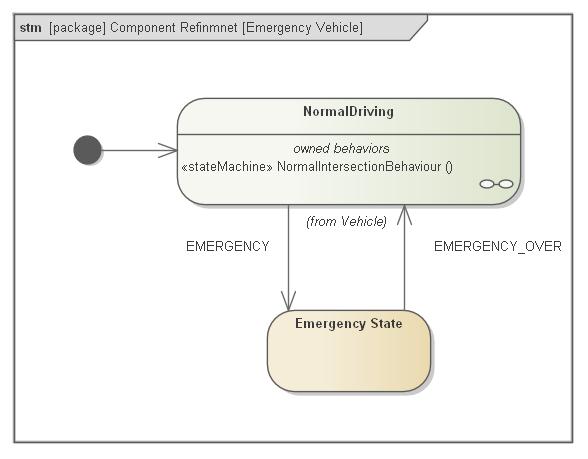 stm [package] Component Refinmnet [Emergency Vehicle]
NormalDriving
owned behaviors
«stateMachine» NormalIntersectionBehaviour ()
(from Vehicle)
EMERGENCY
EMERGENCY_OVER
Emergency State